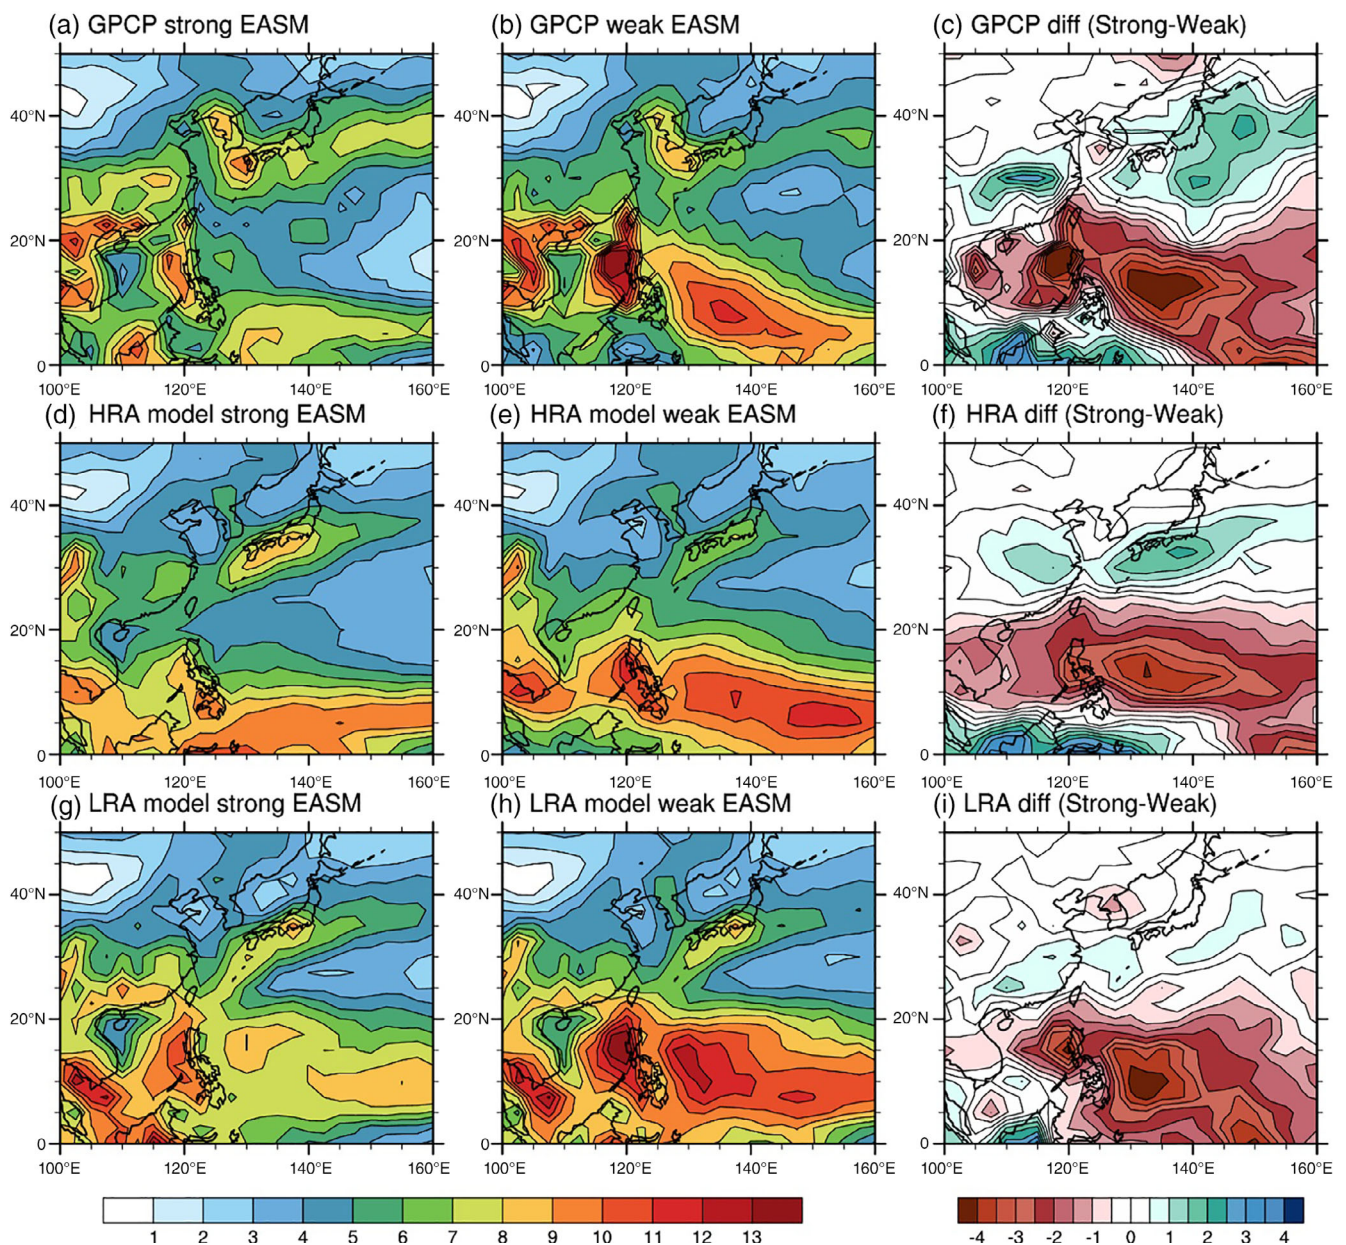 (a) GPCP strong EASM (b) GPCP weak EASM (c) GPCP diff (Strong-Weak)
40°N 40°N 40°N
20°N 20°N 20°N
0 0 0
100°E 120°E 140°E 160°E 100°E 120°E 140°E 160°E 100°E 120°E 140°E 160°E
(d) HRA model strong EASM (e) HRA model weak EASM (f) HRA diff (Strong-Weak)
40°N 40°N 40°N
20°N 20°N 20°N
0 0 0
100°E 120°E 140°E 160°E 100°E 120°E 140°E 160°E 100°E 120°E 140°E 160°E
(g) LRA model strong EASM (h) LRA model weak EASM (i) LRA diff (Strong-Weak)
40°N 40°N 40°N
20°N 20°N 20°N
0 0 0
100°E 120°E 140°E 160°E 100°E 120°E 140°E 160°E 100°E 120°E 140°E 160°E
1 2 3 4 5 6 7 8 9 10 11 12 13 -4 -3 -2 -1 0 1 2 3 4